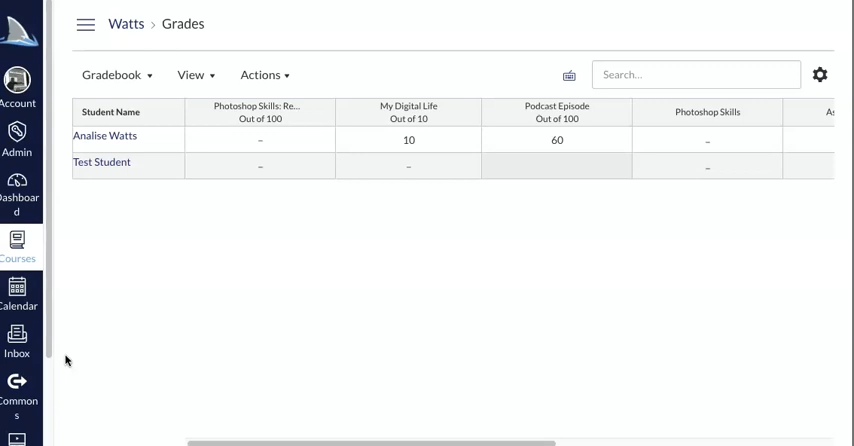 Watts › Grades
Gradebook View Actions Search...
Student Name Photoshop Skills: Re... My Digital Life Podcast Episode Photoshop Skills As
Out of 100 Out of 10 Out of 100
Analise Watts – 10 60 –
Test Student – – –
Account
Admin
Dashboar
d
Courses
Calendar
Inbox
Common
s